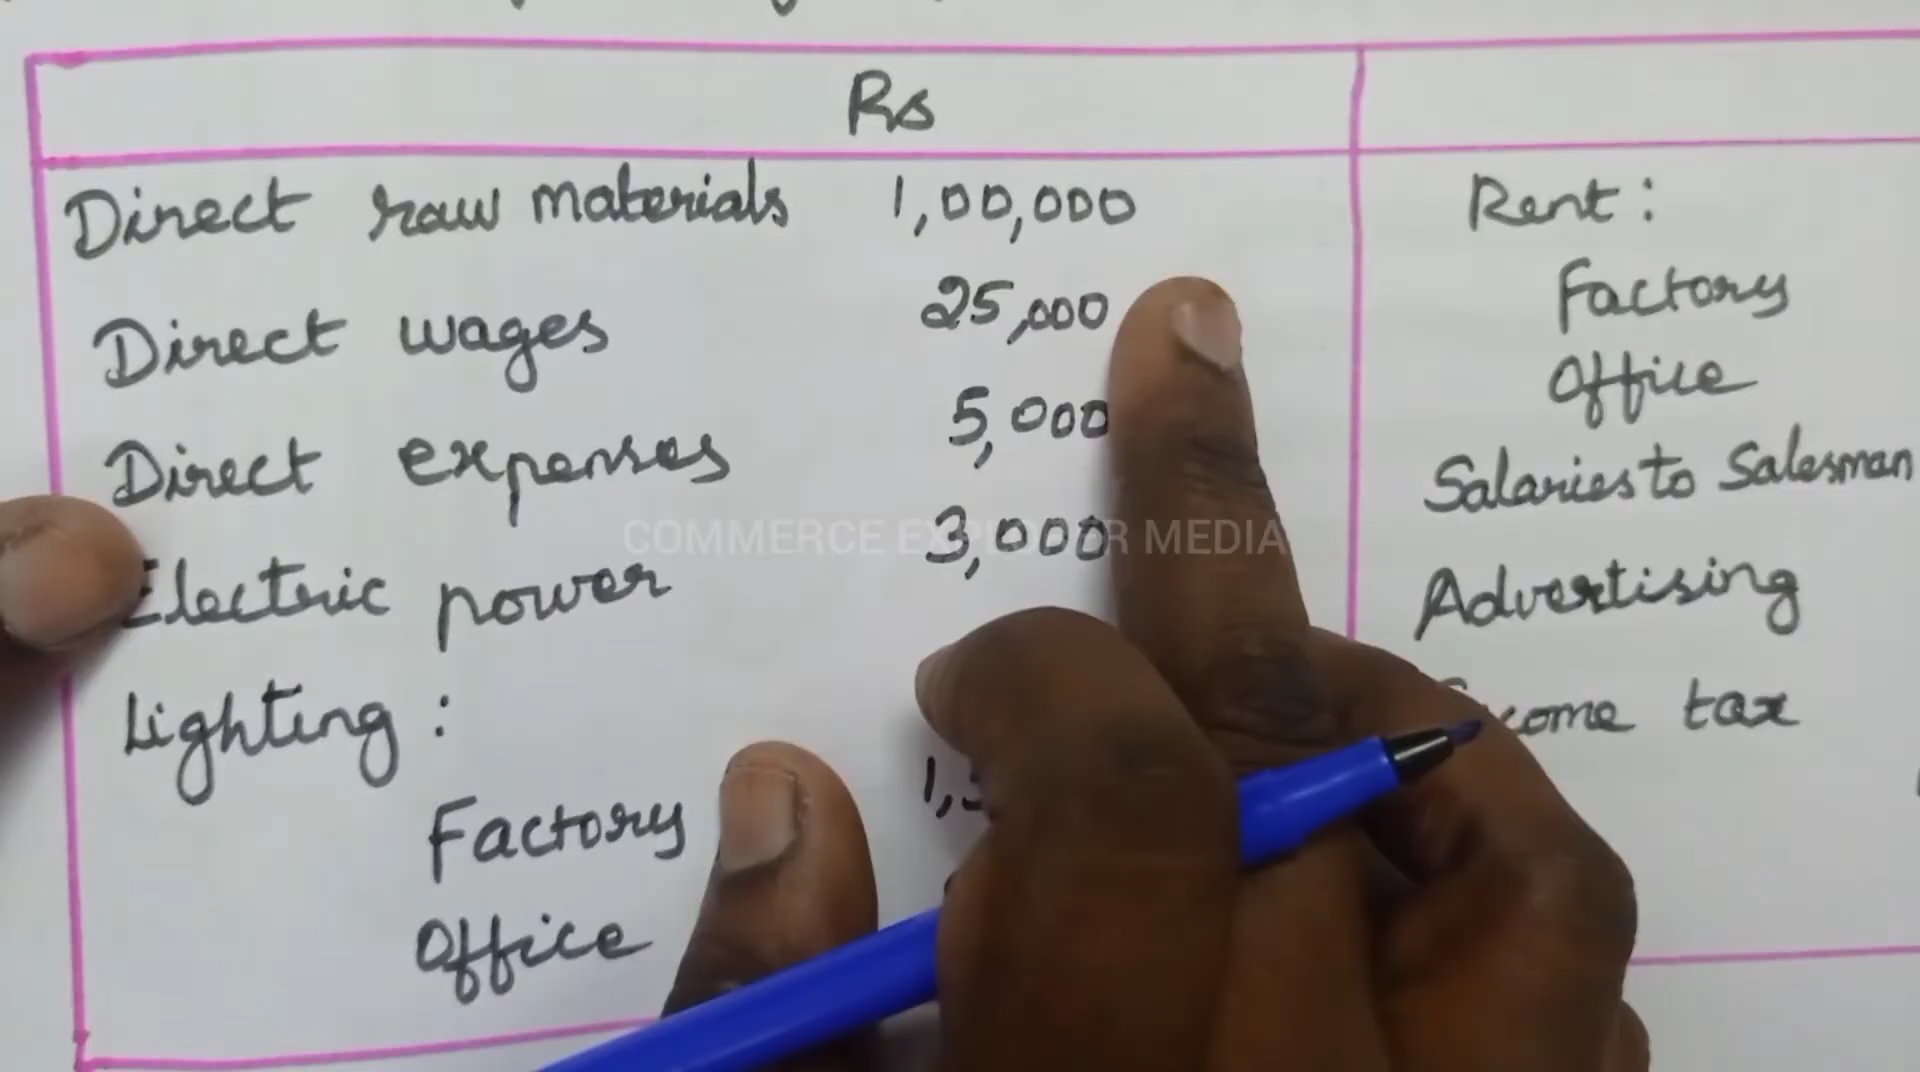 Rs
Direct raw materials 1,00,000
Direct wages 25,000
Direct expenses 5,000
Electric power 3,000
Lighting :
Factory
Office
Rent :
Factory
Office
Salaries to Salesman
Advertising
tax
COMMERCE EXPLORER MEDIA